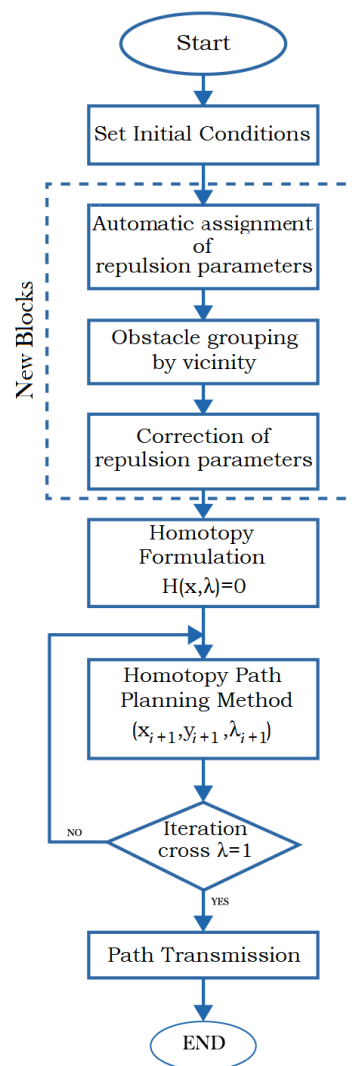 Start
Set Initial Conditions
New Blocks
Automatic assignment
of
repulsion parameters
Obstacle grouping
by vicinity
Correction of
repulsion parameters
Homotopy
Formulation
H(x,λ)=0
Homotopy Path
Planning Method
(xᵢ₊₁,yᵢ₊₁,λᵢ₊₁)
Iteration
cross λ=1
NO
YES
Path Transmission
END